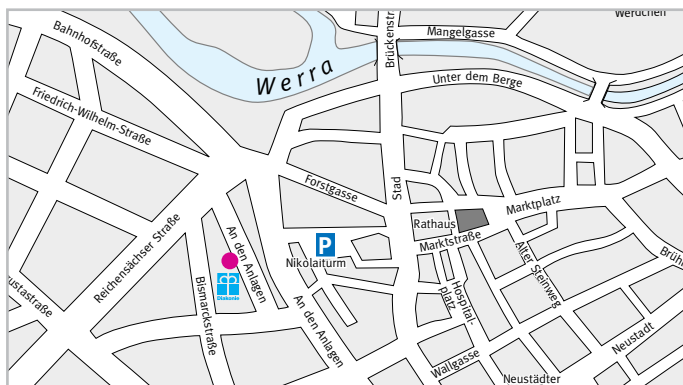 Werdchen
Bahnhofstraße
Brückenstr
Mangelgasse
Werra
Unter dem Berge
Friedrich-Wilhelm-Straße
Forstgasse
Stad
Marktplatz
Rathaus
Marktstraße
Reichensächser Straße
An den Anlagen
P
Nikolaiturm
Alter Steinweg
Brüh
ustastraße
Bismarckstraße
Diakonie
An den Anlagen
Hospital-
platz
Wallgasse
Neustadt
Neustädter